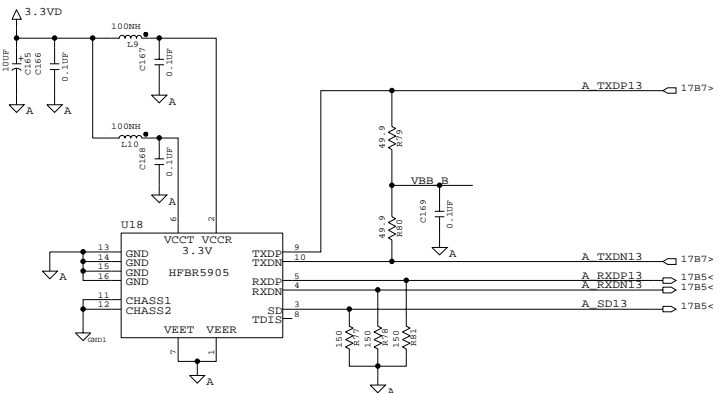 3.3VD
100NH
L9
10UF
C165
C166
0.1UF
C167
0.1UF
A
A
A
A_TXDP13
17B7>
100NH
L10
C168
0.1UF
A
49.9
R79
VBB_B
C169
0.1UF
A
49.9
R80
U18
6
2
VCCT VCCR
3.3V
HFBR5905
13 GND
14 GND
15 GND
16 GND
A
11 CHASS1
12 CHASS2
GND1
TXDP 9
TXDN 10
A_TXDN13
17B7>
RXDP 5
A_RXDP13
17B5<
RXDN 4
A_RXDN13
17B5<
SD 3
A_SD13
17B5<
TDIS 8
VEET VEER
7
1
A
150
R77
150
R78
150
R81
A